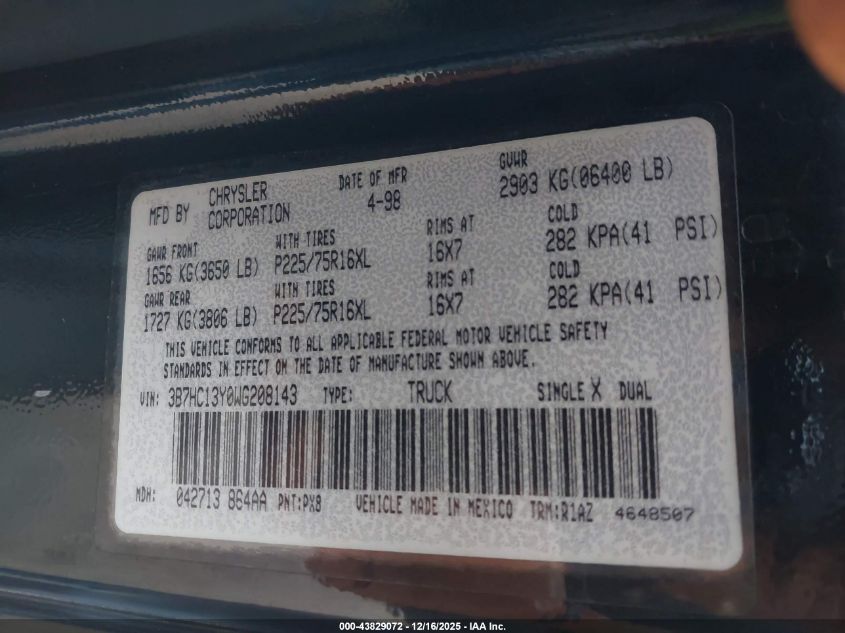 MFD BY CHRYSLER CORPORATION DATE OF MFR 4-98 GVWR 2903 KG(06400 LB)
GAWR FRONT WITH TIRES RIMS AT COLD
1656 KG(3650 LB) P225/75R16XL 16X7 282 KPA(41 PSI)
GAWR REAR WITH TIRES RIMS AT COLD
1727 KG(3806 LB) P225/75R16XL 16X7 282 KPA(41 PSI)
THIS VEHICLE CONFORMS TO ALL APPLICABLE FEDERAL MOTOR VEHICLE SAFETY
STANDARDS IN EFFECT ON THE DATE OF MANUFACTURE SHOWN ABOVE.
VIN: 3B7HC13Y0WG208143 TYPE: TRUCK SINGLE X
MDH: 042713 864AA PNT:PX8 VEHICLE MADE IN MEXICO TRM:R1AZ 4648507
000-43829072 - 12/16/2025 - IAA Inc.